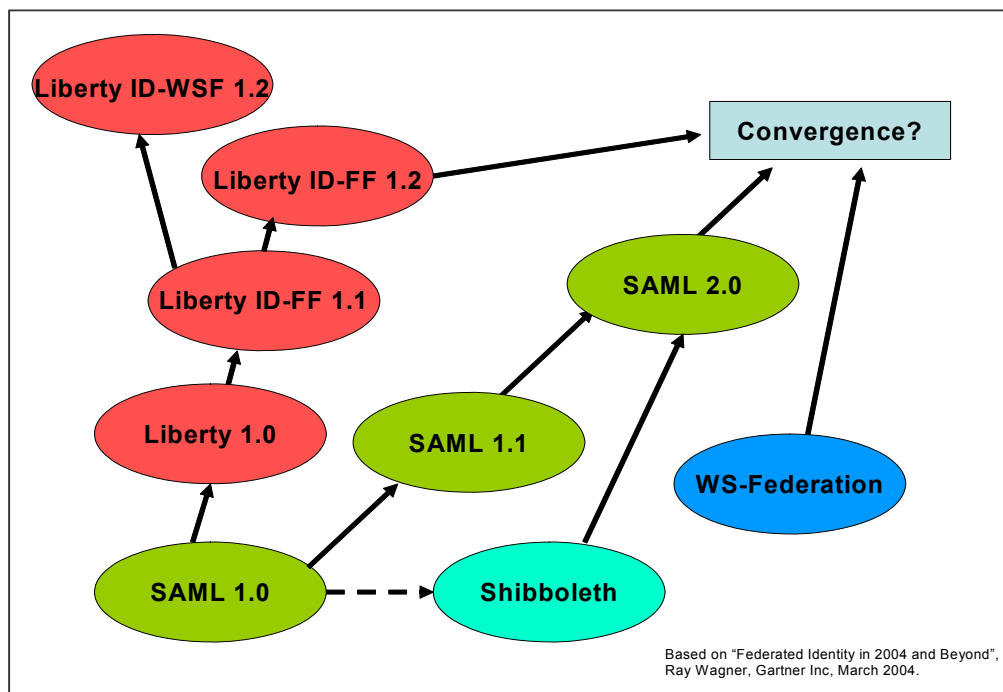 Liberty ID-WSF 1.2
Convergence?
Liberty ID-FF 1.2
SAML 2.0
Liberty ID-FF 1.1
Liberty 1.0
SAML 1.1
WS-Federation
SAML 1.0
Shibboleth
Based on “Federated Identity in 2004 and Beyond”,
Ray Wagner, Gartner Inc, March 2004.